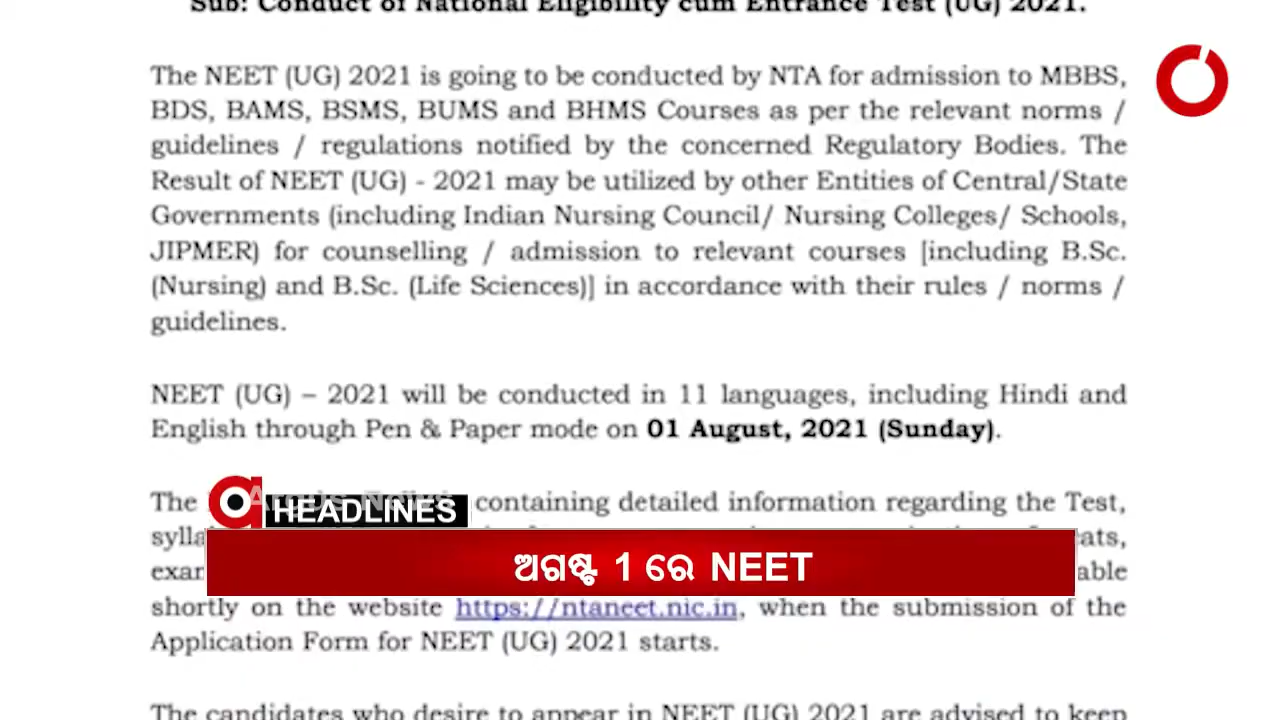 Sub: Conduct of National Eligibility cum Entrance Test (UG) 2021.
The NEET (UG) 2021 is going to be conducted by NTA for admission to MBBS,
BDS, BAMS, BSMS, BUMS and BHMS Courses as per the relevant norms /
guidelines / regulations notified by the concerned Regulatory Bodies. The
Result of NEET (UG) - 2021 may be utilized by other Entities of Central/State
Governments (including Indian Nursing Council/ Nursing Colleges/ Schools,
JIPMER) for counselling / admission to relevant courses [including B.Sc.
(Nursing) and B.Sc. (Life Sciences)] in accordance with their rules / norms /
guidelines.
NEET (UG) – 2021 will be conducted in 11 languages, including Hindi and
English through Pen & Paper mode on 01 August, 2021 (Sunday).
The containing detailed information regarding the Test,
HEADLINES
ଅଗଷ୍ଟ 1 ରେ NEET
shortly on the website https://ntaneet.nic.in, when the submission of the
Application Form for NEET (UG) 2021 starts.
The candidates who desire to appear in NEET (UG) 2021 are advised to keep